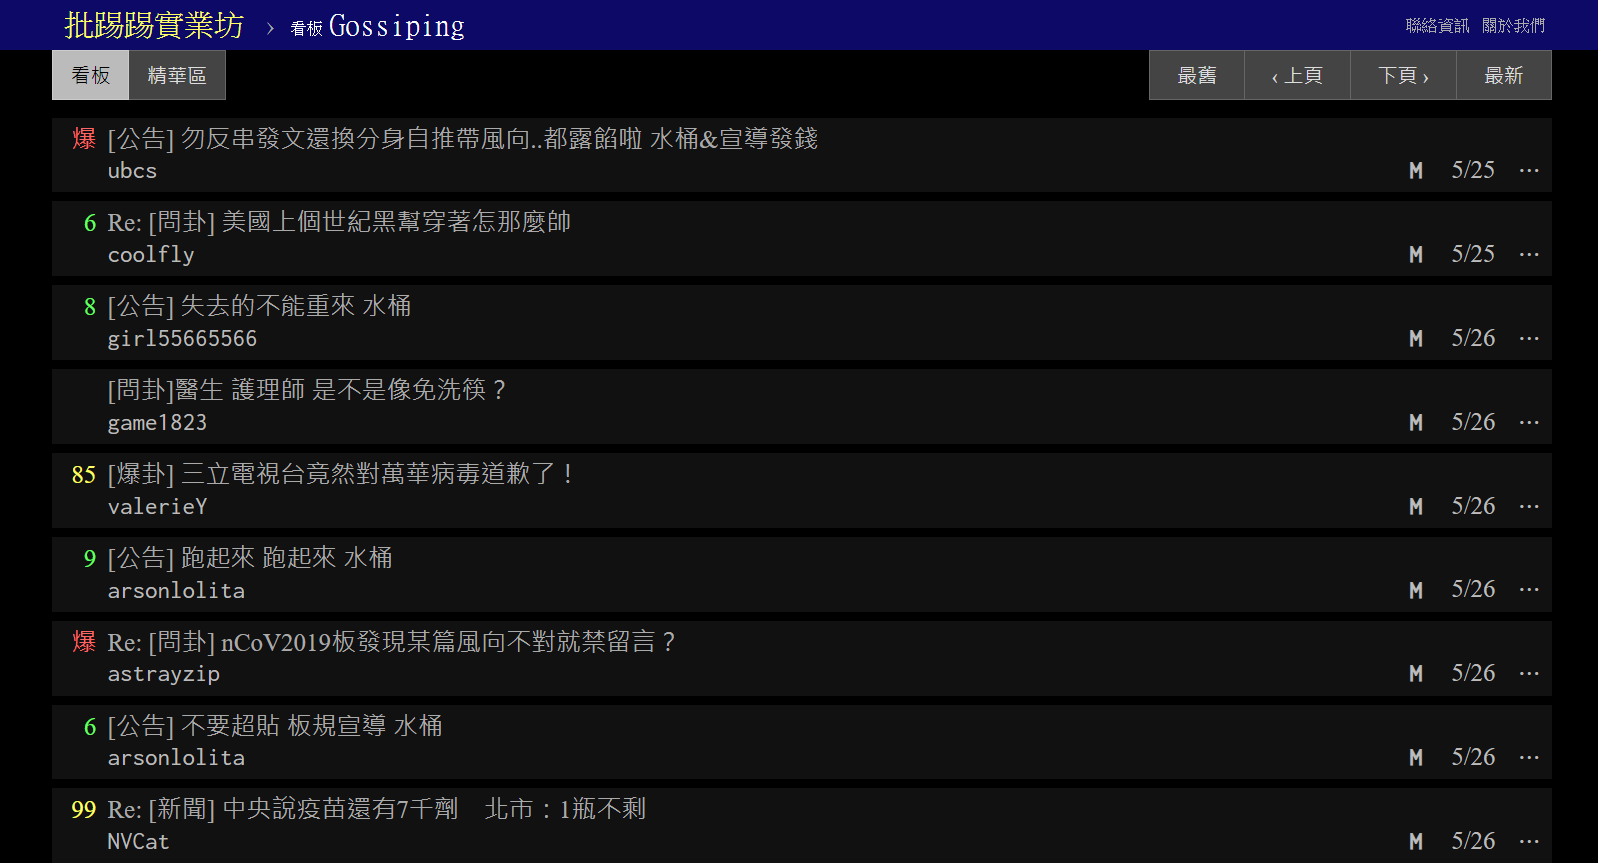 批踢踢實業坊 › 看板 Gossiping 聯絡資訊 關於我們
看板 精華區 最舊 ‹ 上頁 下頁 › 最新
爆 [公告] 勿反串發文還換分身自推帶風向..都露餡啦 水桶&宣導發錢
ubcs M 5/25 ⋯
6 Re: [問卦] 美國上個世紀黑幫穿著怎那麼帥
coolfly M 5/25 ⋯
8 [公告] 失去的不能重來 水桶
girl55665566 M 5/26 ⋯
[問卦]醫生 護理師 是不是像免洗筷？
game1823 M 5/26 ⋯
85 [爆卦] 三立電視台竟然對萬華病毒道歉了！
valerieY M 5/26 ⋯
9 [公告] 跑起來 跑起來 水桶
arsonlolita M 5/26 ⋯
爆 Re: [問卦] nCoV2019板發現某篇風向不對就禁留言？
astrayzip M 5/26 ⋯
6 [公告] 不要超貼 板規宣導 水桶
arsonlolita M 5/26 ⋯
99 Re: [新聞] 中央說疫苗還有7千劑　北市：1瓶不剩
NVCat M 5/26 ⋯